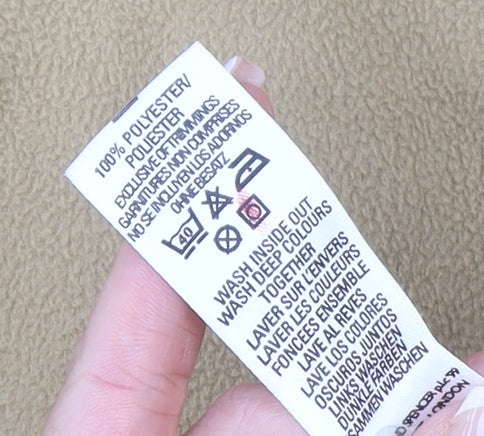 100% POLYESTER/
POLIESTER
EXCLUSIVE OF TRIMMINGS
GARNITURES NON COMPRISES
NO SE INCLUYEN LOS ADORNOS
OHNE BESATZ
40
WASH INSIDE OUT
WASH DEEP COLOURS
TOGETHER
LAVER SUR L'ENVERS
LAVER LES COULEURS
FONCEES ENSEMBLE
LAVE AL REVES
LAVE LOS COLORES
OSCUROS JUNTOS
LINKS WASCHEN
DUNKLE FARBEN
SAMMEN WASCHEN
SPENCER
LONDON